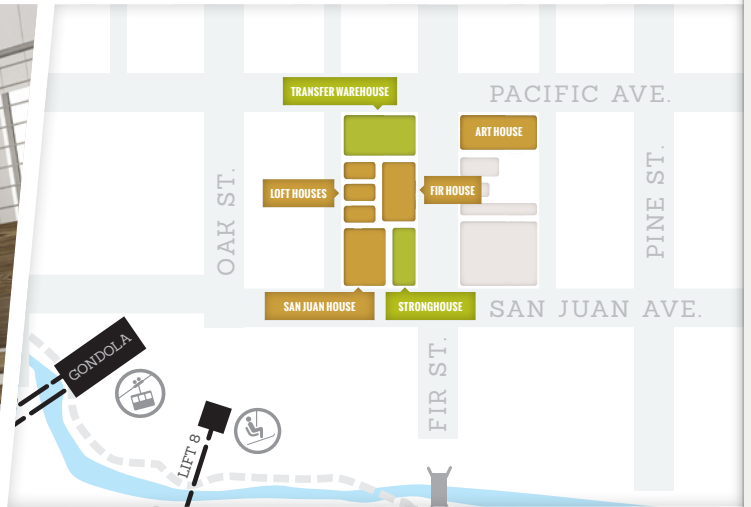 TRANSFER WAREHOUSE
PACIFIC AVE.
ART HOUSE
OAK ST.
LOFT HOUSES
FIR HOUSE
PINE ST.
SAN JUAN HOUSE
STRONGHOUSE
SAN JUAN AVE.
GONDOLA
FIR ST.
LIFT 8